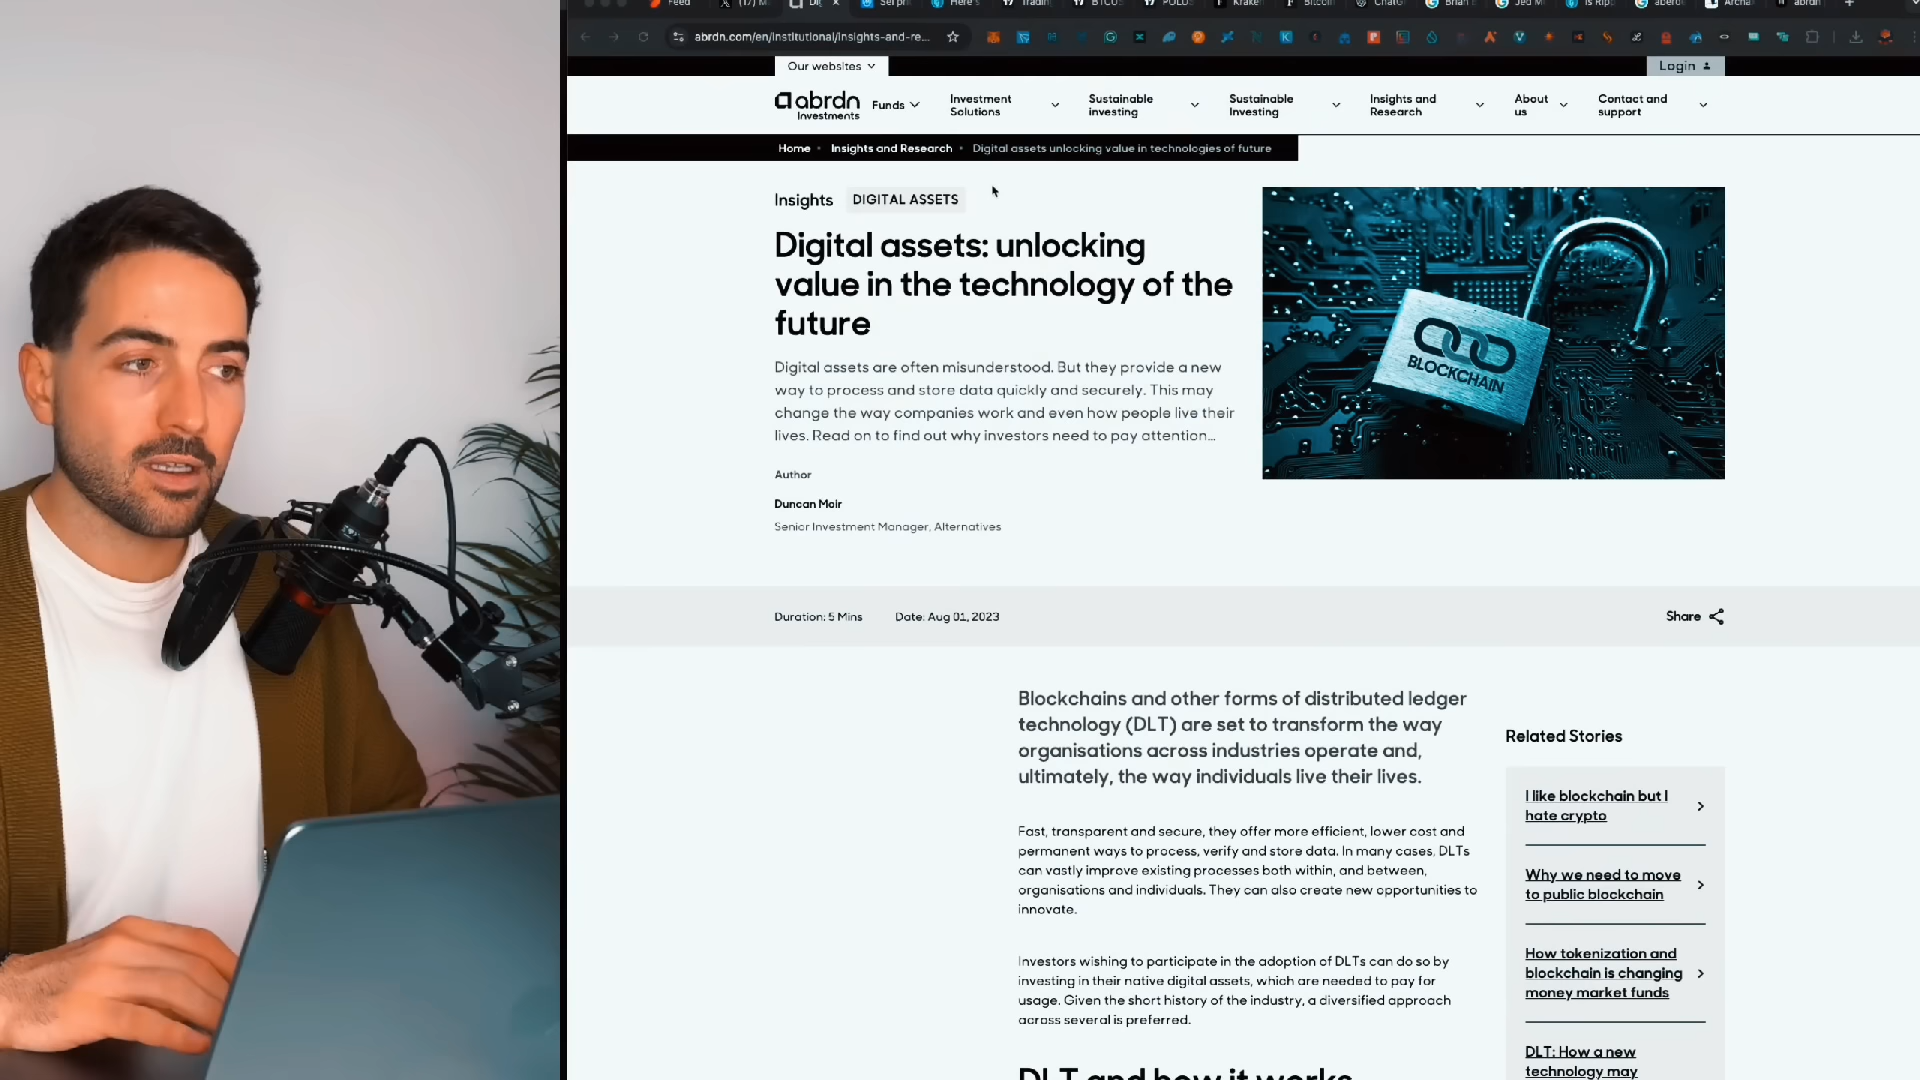 Feed
abrdn.com/en/institutional/insights-and-re...
Our websites
Login
abrdn
Investments
Funds
Investment
Solutions
Sustainable
investing
Sustainable
Investing
Insights and
Research
About
us
Contact and
support
Home • Insights and Research • Digital assets unlocking value in technologies of future
Insights DIGITAL ASSETS
Digital assets: unlocking
value in the technology of the
future
Digital assets are often misunderstood. But they provide a new
way to process and store data quickly and securely. This may
change the way companies work and even how people live their
lives. Read on to find out why investors need to pay attention...
Author
Duncan Moir
Senior Investment Manager, Alternatives
BLOCKCHAIN
Duration: 5 Mins Date: Aug 01, 2023
Share
Blockchains and other forms of distributed ledger
technology (DLT) are set to transform the way
organisations across industries operate and,
ultimately, the way individuals live their lives.
Fast, transparent and secure, they offer more efficient, lower cost and
permanent ways to process, verify and store data. In many cases, DLTs
can vastly improve existing processes both within, and between,
organisations and individuals. They can also create new opportunities to
innovate.
Investors wishing to participate in the adoption of DLTs can do so by
investing in their native digital assets, which are needed to pay for
usage. Given the short history of the industry, a diversified approach
across several is preferred.
DLT and how it works
Related Stories
I like blockchain but I
hate crypto
Why we need to move
to public blockchain
How tokenization and
blockchain is changing
money market funds
DLT: How a new
technology may